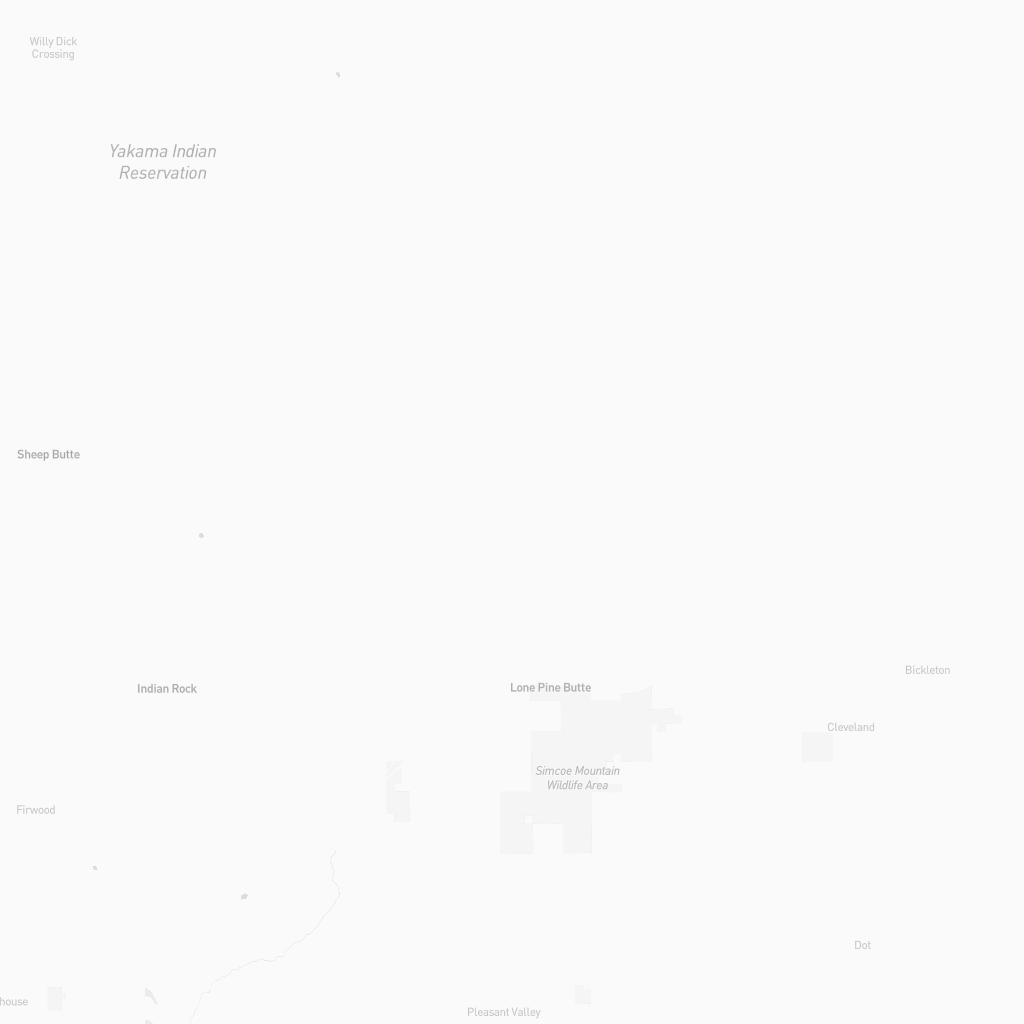 Willy Dick
Crossing
Yakama Indian
Reservation
Sheep Butte
Bickleton
Indian Rock
Lone Pine Butte
Cleveland
Simcoe Mountain
Wildlife Area
Firwood
Dot
house
Pleasant Valley